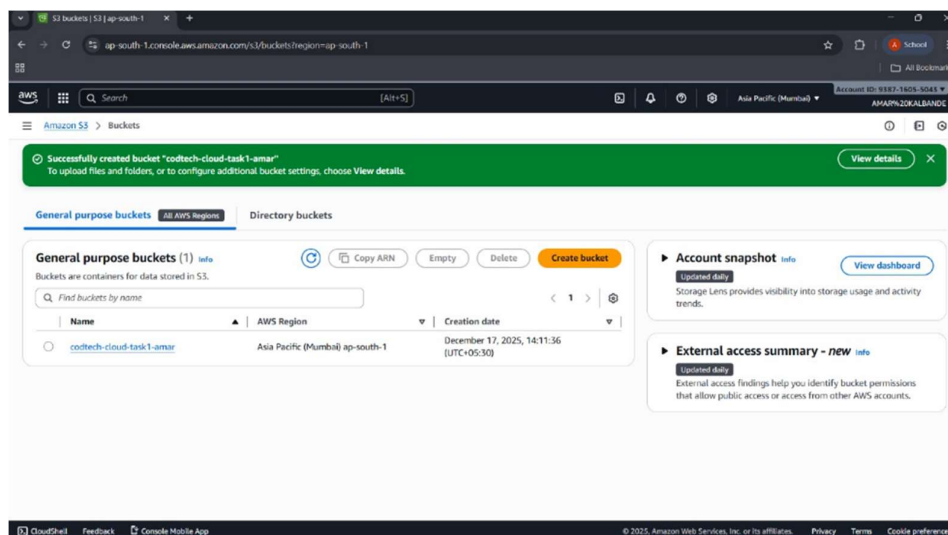 S3 buckets | S3 | ap-south-1
ap-south-1.console.aws.amazon.com/s3/buckets?region=ap-south-1
School
All Bookmar
aws
Search
[Alt+S]
Asia Pacific (Mumbai)
Account ID: 9387-1605-5043
AMAR%20KALBANDE
Amazon S3 > Buckets
Successfully created bucket "codtech-cloud-task1-amar"
To upload files and folders, or to configure additional bucket settings, choose View details.
View details
General purpose buckets All AWS Regions
Directory buckets
General purpose buckets (1) Info
Copy ARN
Empty
Delete
Create bucket
Buckets are containers for data stored in S3.
Find buckets by name
1
Name
AWS Region
Creation date
codtech-cloud-task1-amar
Asia Pacific (Mumbai) ap-south-1
December 17, 2025, 14:11:36
(UTC+05:30)
Account snapshot Info
View dashboard
Updated daily
Storage Lens provides visibility into storage usage and activity
trends.
External access summary - new Info
Updated daily
External access findings help you identify bucket permissions
that allow public access or access from other AWS accounts.
CloudShell Feedback Console Mobile App
© 2025, Amazon Web Services, Inc. or its affiliates. Privacy Terms Cookie preference